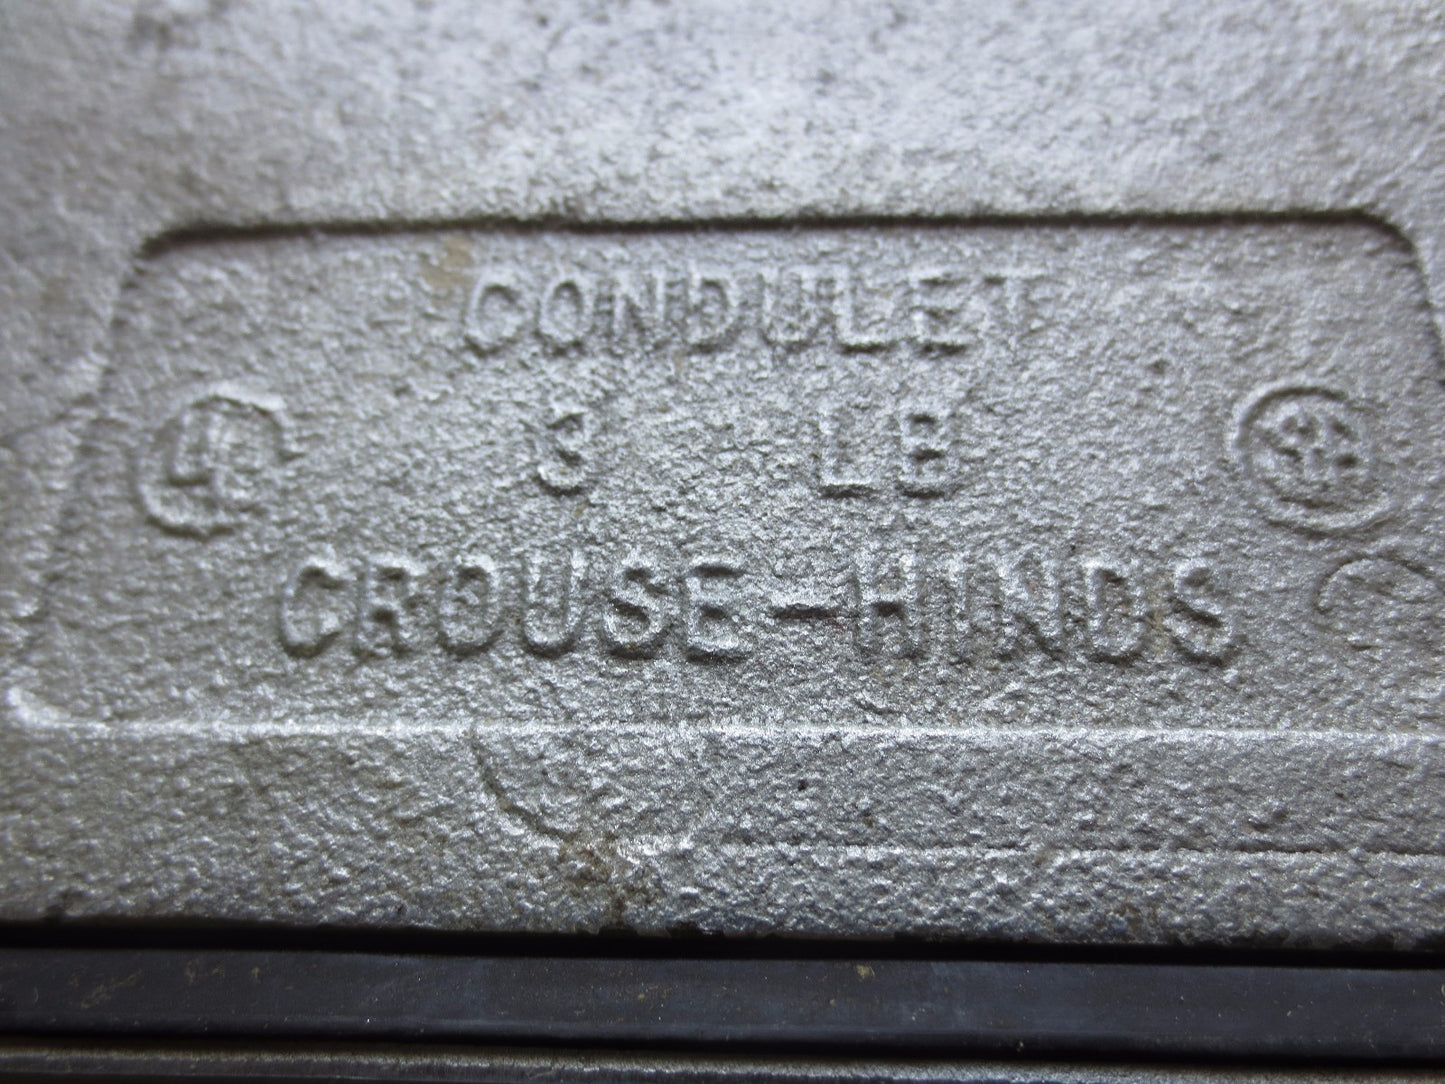 CONDULET
3 LB
CROUSE-HINDS